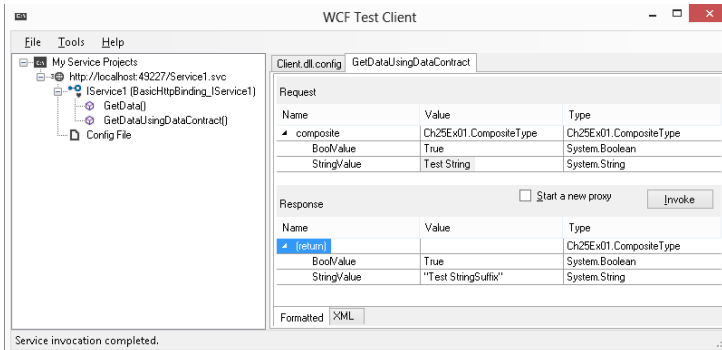 WCF Test Client
File Tools Help
My Service Projects
http://localhost:49227/Service1.svc
IService1 (BasicHttpBinding_IService1)
GetData()
GetDataUsingDataContract()
Config File
Client.dll.config GetDataUsingDataContract
Request
Name Value Type
composite Ch25Ex01.CompositeType Ch25Ex01.CompositeType
BoolValue True System.Boolean
StringValue Test String System.String
Response Start a new proxy Invoke
Name Value Type
(return) Ch25Ex01.CompositeType
BoolValue True System.Boolean
StringValue "Test StringSuffix" System.String
Formatted XML
Service invocation completed.